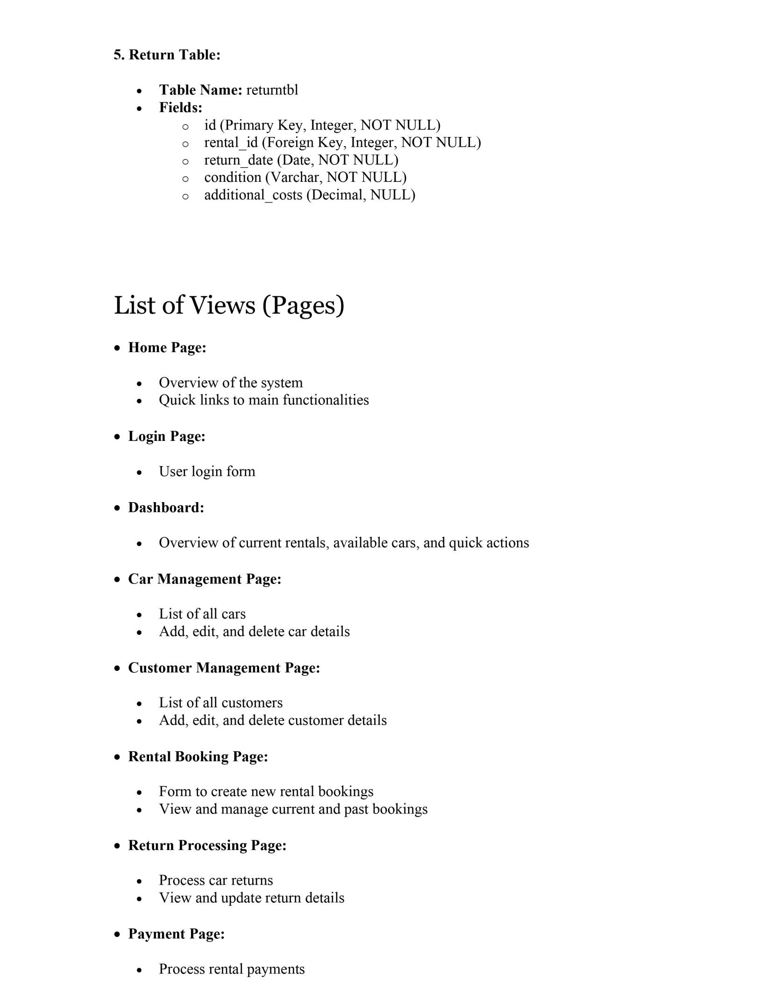 5. Return Table:
• Table Name: returntbl
• Fields:
o id (Primary Key, Integer, NOT NULL)
o rental_id (Foreign Key, Integer, NOT NULL)
o return_date (Date, NOT NULL)
o condition (Varchar, NOT NULL)
o additional_costs (Decimal, NULL)
List of Views (Pages)
• Home Page:
• Overview of the system
• Quick links to main functionalities
• Login Page:
• User login form
• Dashboard:
• Overview of current rentals, available cars, and quick actions
• Car Management Page:
• List of all cars
• Add, edit, and delete car details
• Customer Management Page:
• List of all customers
• Add, edit, and delete customer details
• Rental Booking Page:
• Form to create new rental bookings
• View and manage current and past bookings
• Return Processing Page:
• Process car returns
• View and update return details
• Payment Page:
• Process rental payments